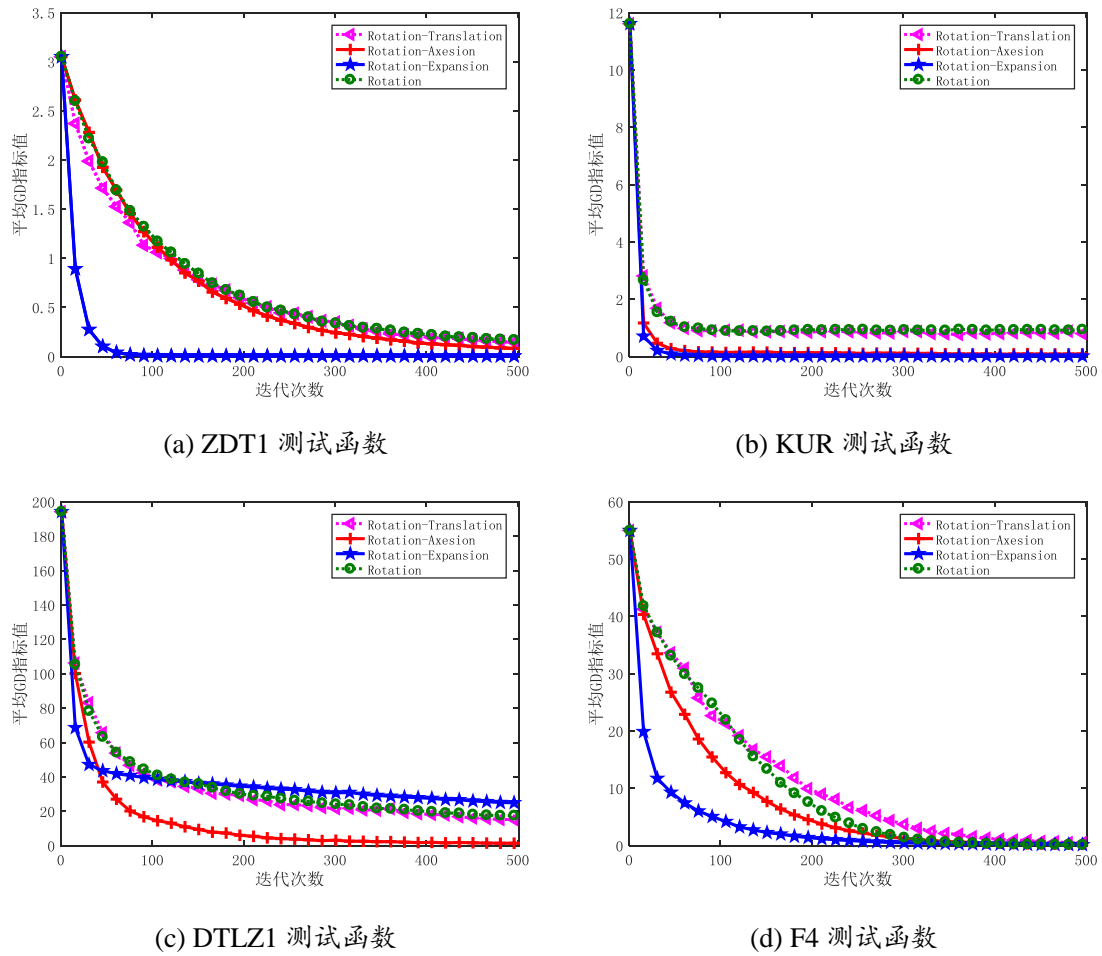 3.5
3
2.5
2
1.5
1
0.5
0
0 100 200 300 400 500
平均GD指标值
迭代次数
Rotation-Translation
Rotation-Axesion
Rotation-Expansion
Rotation
(a) ZDT1 测试函数
12
10
8
6
4
2
0
0 100 200 300 400 500
平均GD指标值
迭代次数
Rotation-Translation
Rotation-Axesion
Rotation-Expansion
Rotation
(b) KUR 测试函数
200
180
160
140
120
100
80
60
40
20
0
0 100 200 300 400 500
平均GD指标值
迭代次数
Rotation-Translation
Rotation-Axesion
Rotation-Expansion
Rotation
(c) DTLZ1 测试函数
60
50
40
30
20
10
0
0 100 200 300 400 500
平均GD指标值
迭代次数
Rotation-Translation
Rotation-Axesion
Rotation-Expansion
Rotation
(d) F4 测试函数